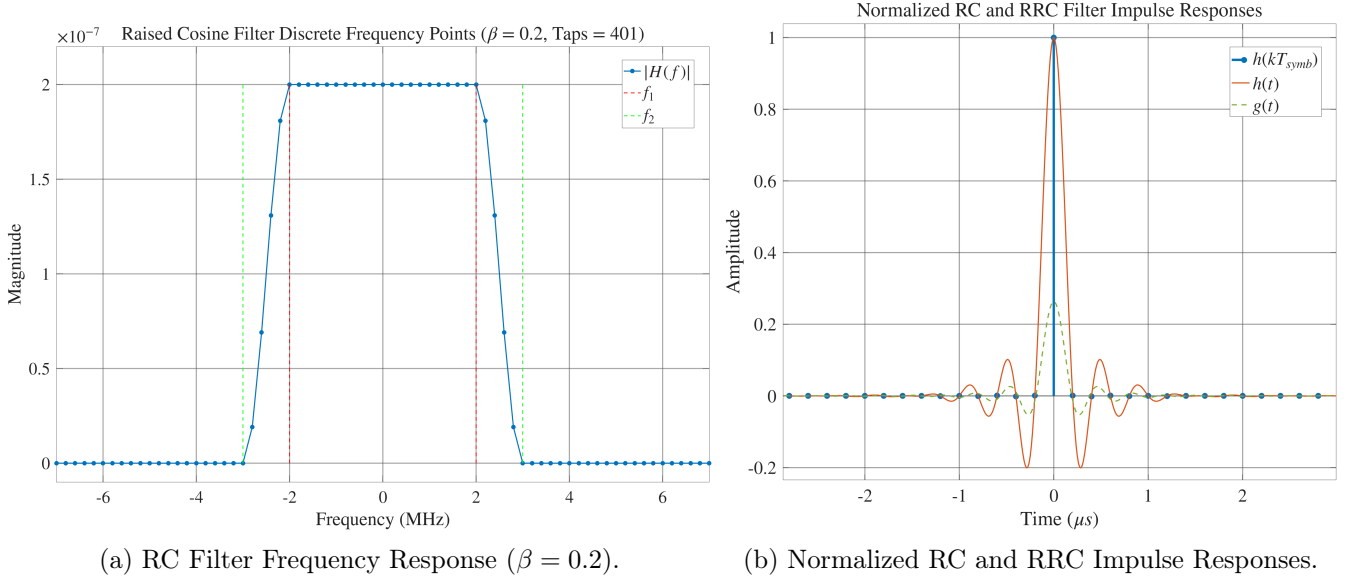 ×10⁻⁷
Raised Cosine Filter Discrete Frequency Points (β = 0.2, Taps = 401)
|H(f)|
f₁
f₂
Magnitude
2
1.5
1
0.5
0
-6
-4
-2
0
2
4
6
Frequency (MHz)
(a) RC Filter Frequency Response (β = 0.2).
Normalized RC and RRC Filter Impulse Responses
h(kT_symb)
h(t)
g(t)
Amplitude
1
0.8
0.6
0.4
0.2
0
-0.2
-2
-1
0
1
2
Time (μs)
(b) Normalized RC and RRC Impulse Responses.